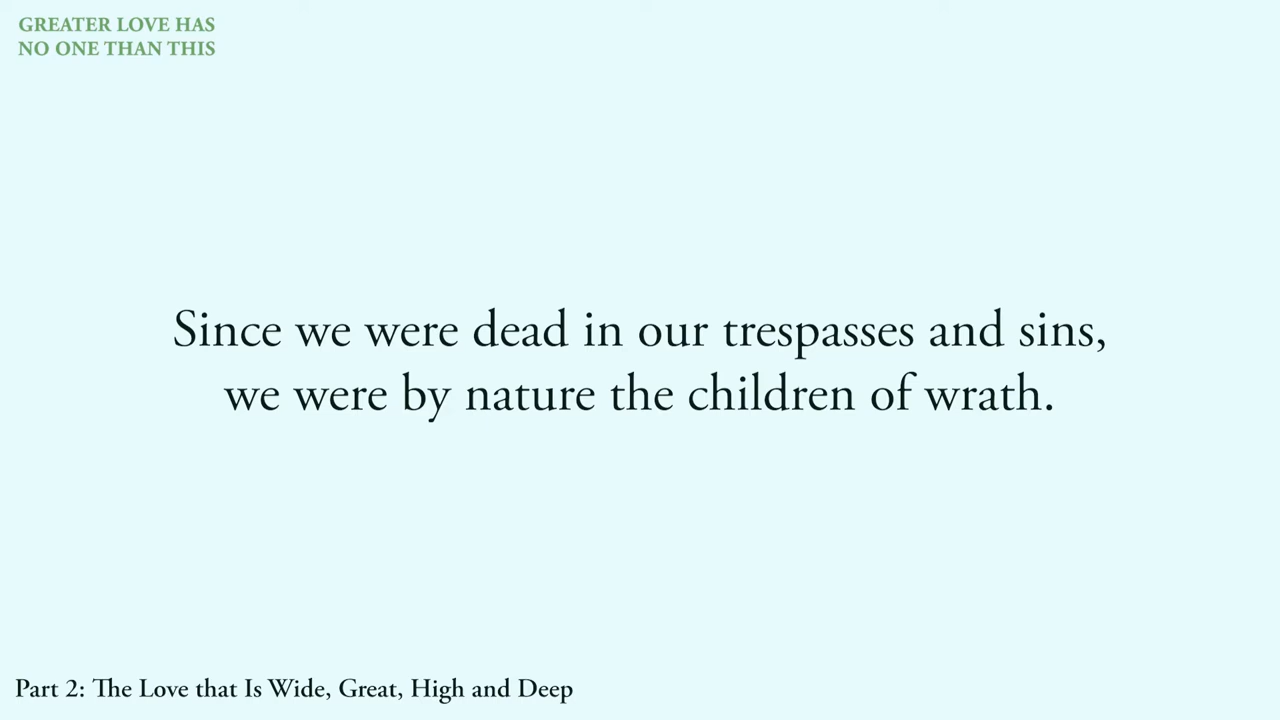 GREATER LOVE HAS
NO ONE THAN THIS
Since we were dead in our trespasses and sins,
we were by nature the children of wrath.
Part 2: The Love that Is Wide, Great, High and Deep